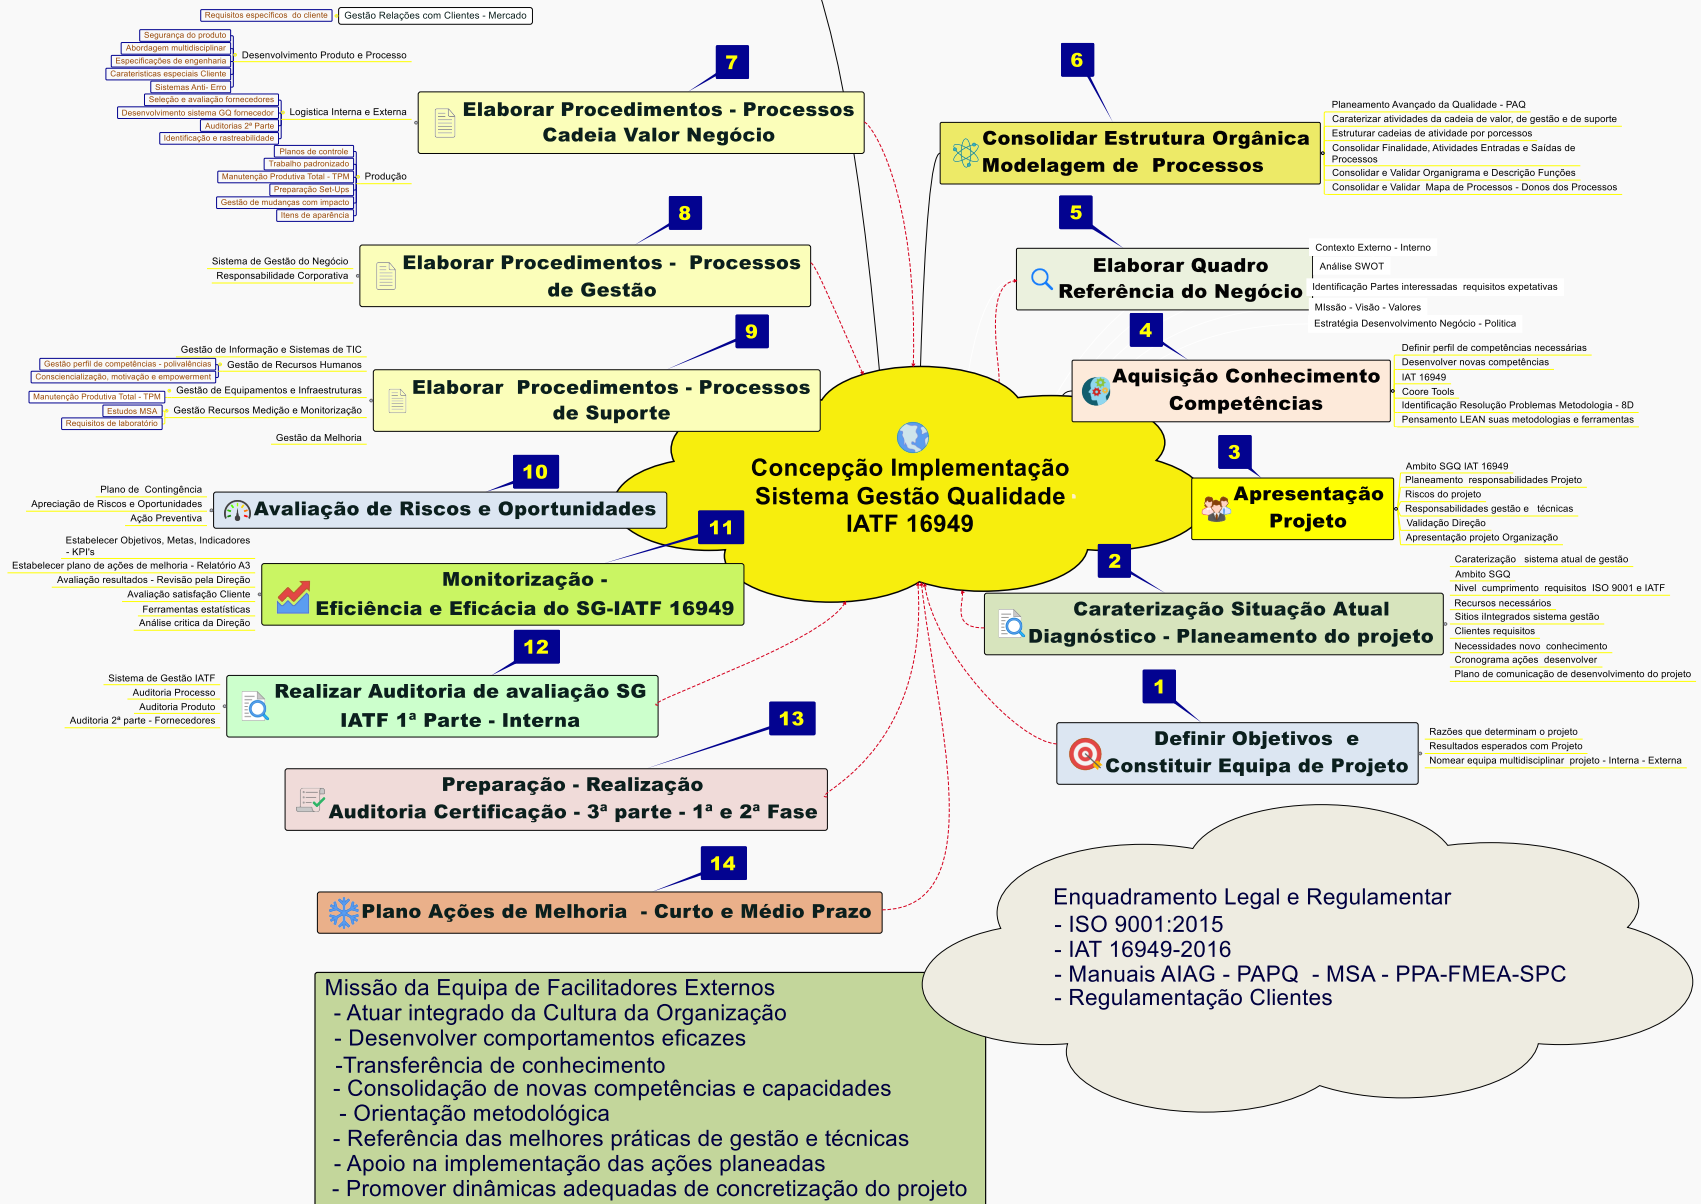 Requisitos específicos  do cliente
Gestão Relações com Clientes - Mercado
Segurança do produto
Abordagem multidisciplinar
Especificações de engenharia
Carateristicas especiais Cliente
Sistemas Anti- Erro
Desenvolvimento Produto e Processo
Seleção e avaliação fornecedores
Desenvolvimento sistema GQ fornecedor
Auditorias 2ª Parte
Identificação e rastreabilidade
Logistica Interna e Externa
Planos de controle
Trabalho padronizado
Manutenção Produtiva Total - TPM
Preparação Set-Ups
Gestão de mudanças com impacto
Itens de aparência
Produção
7
Elaborar Procedimentos - Processos
Cadeia Valor Negócio
8
Elaborar Procedimentos -  Processos
de Gestão
Sistema de Gestão do Negócio
Responsabilidade Corporativa
9
Elaborar  Procedimentos - Processos
de Suporte
Gestão de Informação e Sistemas de TIC
Gestão perfil de competências - polivalências
Consciencialização, motivação e empowerment
Gestão de Recursos Humanos
Manutenção Produtiva Total - TPM
Gestão de Equipamentos e Infraestruturas
Estudos MSA
Requisitos de laboratório
Gestão Recursos Medição e Monitorização
Gestão da Melhoria
10
Avaliação de Riscos e Oportunidades
Plano de  Contingência
Apreciação de Riscos e Oportunidades
Ação Preventiva
11
Monitorização -
Eficiência e Eficácia do SG-IATF 16949
Estabelecer Objetivos, Metas, Indicadores
- KPI's
Estabelecer plano de ações de melhoria - Relatório A3
Avaliação resultados - Revisão pela Direção
Avaliação satisfação Cliente
Ferramentas estatísticas
Análise critica da Direção
12
Realizar Auditoria de avaliação SG
IATF 1ª Parte - Interna
Sistema de Gestão IATF
Auditoria Processo
Auditoria Produto
Auditoria 2ª parte - Fornecedores
13
Preparação - Realização
Auditoria Certificação - 3ª parte - 1ª e 2ª Fase
14
Plano Ações de Melhoria  - Curto e Médio Prazo
Concepção Implementação
Sistema Gestão Qualidade
IATF 16949
6
Consolidar Estrutura Orgânica
Modelagem de  Processos
Planeamento Avançado da Qualidade - PAQ
Caraterizar atividades da cadeia de valor, de gestão e de suporte
Estruturar cadeias de atividade por porcessos
Consolidar Finalidade, Atividades Entradas e Saídas de
Processos
Consolidar e Validar Organigrama e Descrição Funções
Consolidar e Validar  Mapa de Processos - Donos dos Processos
5
Elaborar Quadro
Referência do Negócio
Contexto Externo - Interno
Análise SWOT
Identificação Partes interessadas  requisitos expetativas
MIssão - Visão - Valores
Estratégia Desenvolvimento Negócio - Politica
4
Aquisição Conhecimento
Competências
Definir perfil de competências necessárias
Desenvolver novas competências
IAT 16949
Coore Tools
Identificação Resolução Problemas Metodologia - 8D
Pensamento LEAN suas metodologias e ferramentas
3
Apresentação
Projeto
Ambito SGQ IAT 16949
Planeamento  responsabilidades Projeto
Riscos do projeto
Responsabilidades gestão e   técnicas
Validação Direção
Apresentação projeto Organização
2
Caraterização Situação Atual
Diagnóstico - Planeamento do projeto
Caraterização   sistema atual de gestão
Ambito SGQ
Nivel  cumprimento  requisitos  ISO 9001 e IATF
Recursos necessários
Sitios iIntegrados sistema gestão
Clientes requisitos
Necessidades novo  conhecimento
Cronograma ações  desenvolver
Plano de comunicação de desenvolvimento do projeto
1
Definir Objetivos  e
Constituir Equipa de Projeto
Razões que determinam o projeto
Resultados esperados com Projeto
Nomear equipa multidisciplinar  projeto - Interna - Externa
Enquadramento Legal e Regulamentar
- ISO 9001:2015
- IAT 16949-2016
- Manuais AIAG - PAPQ  - MSA - PPA-FMEA-SPC
- Regulamentação Clientes
Missão da Equipa de Facilitadores Externos
- Atuar integrado da Cultura da Organização
- Desenvolver comportamentos eficazes
-Transferência de conhecimento
- Consolidação de novas competências e capacidades
- Orientação metodológica
- Referência das melhores práticas de gestão e técnicas
- Apoio na implementação das ações planeadas
- Promover dinâmicas adequadas de concretização do projeto